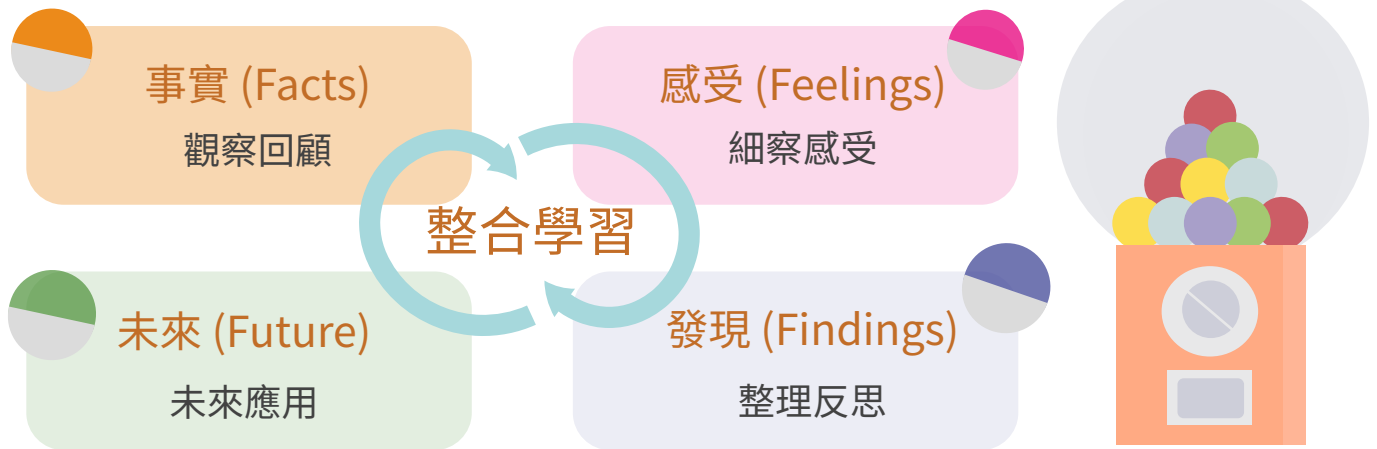 事實 (Facts)
觀察回顧
感受 (Feelings)
細察感受
整合學習
未來 (Future)
未來應用
發現 (Findings)
整理反思